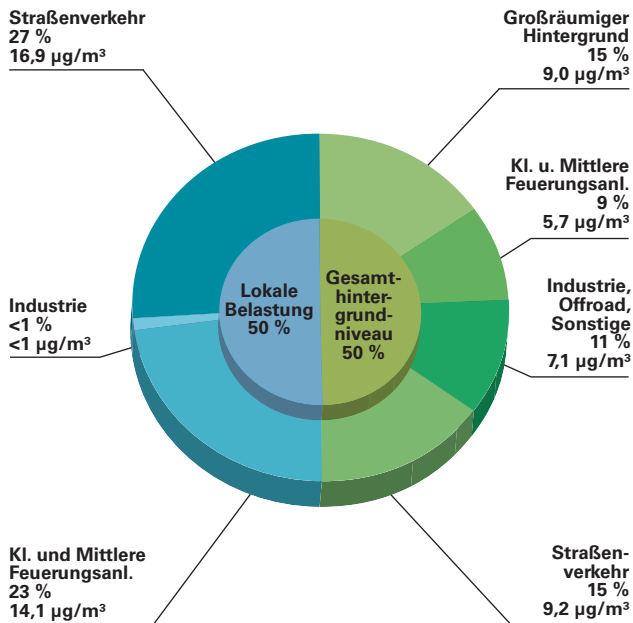 Straßenverkehr
27 %
16,9 µg/m³
Großräumiger
Hintergrund
15 %
9,0 µg/m³
Kl. u. Mittlere
Feuerungsanl.
9 %
5,7 µg/m³
Lokale
Belastung
50 %
Gesamt-
hinter-
grund-
niveau
50 %
Industrie
<1 %
<1 µg/m³
Industrie,
Offroad,
Sonstige
11 %
7,1 µg/m³
Kl. und Mittlere
Feuerungsanl.
23 %
14,1 µg/m³
Straßen-
verkehr
15 %
9,2 µg/m³